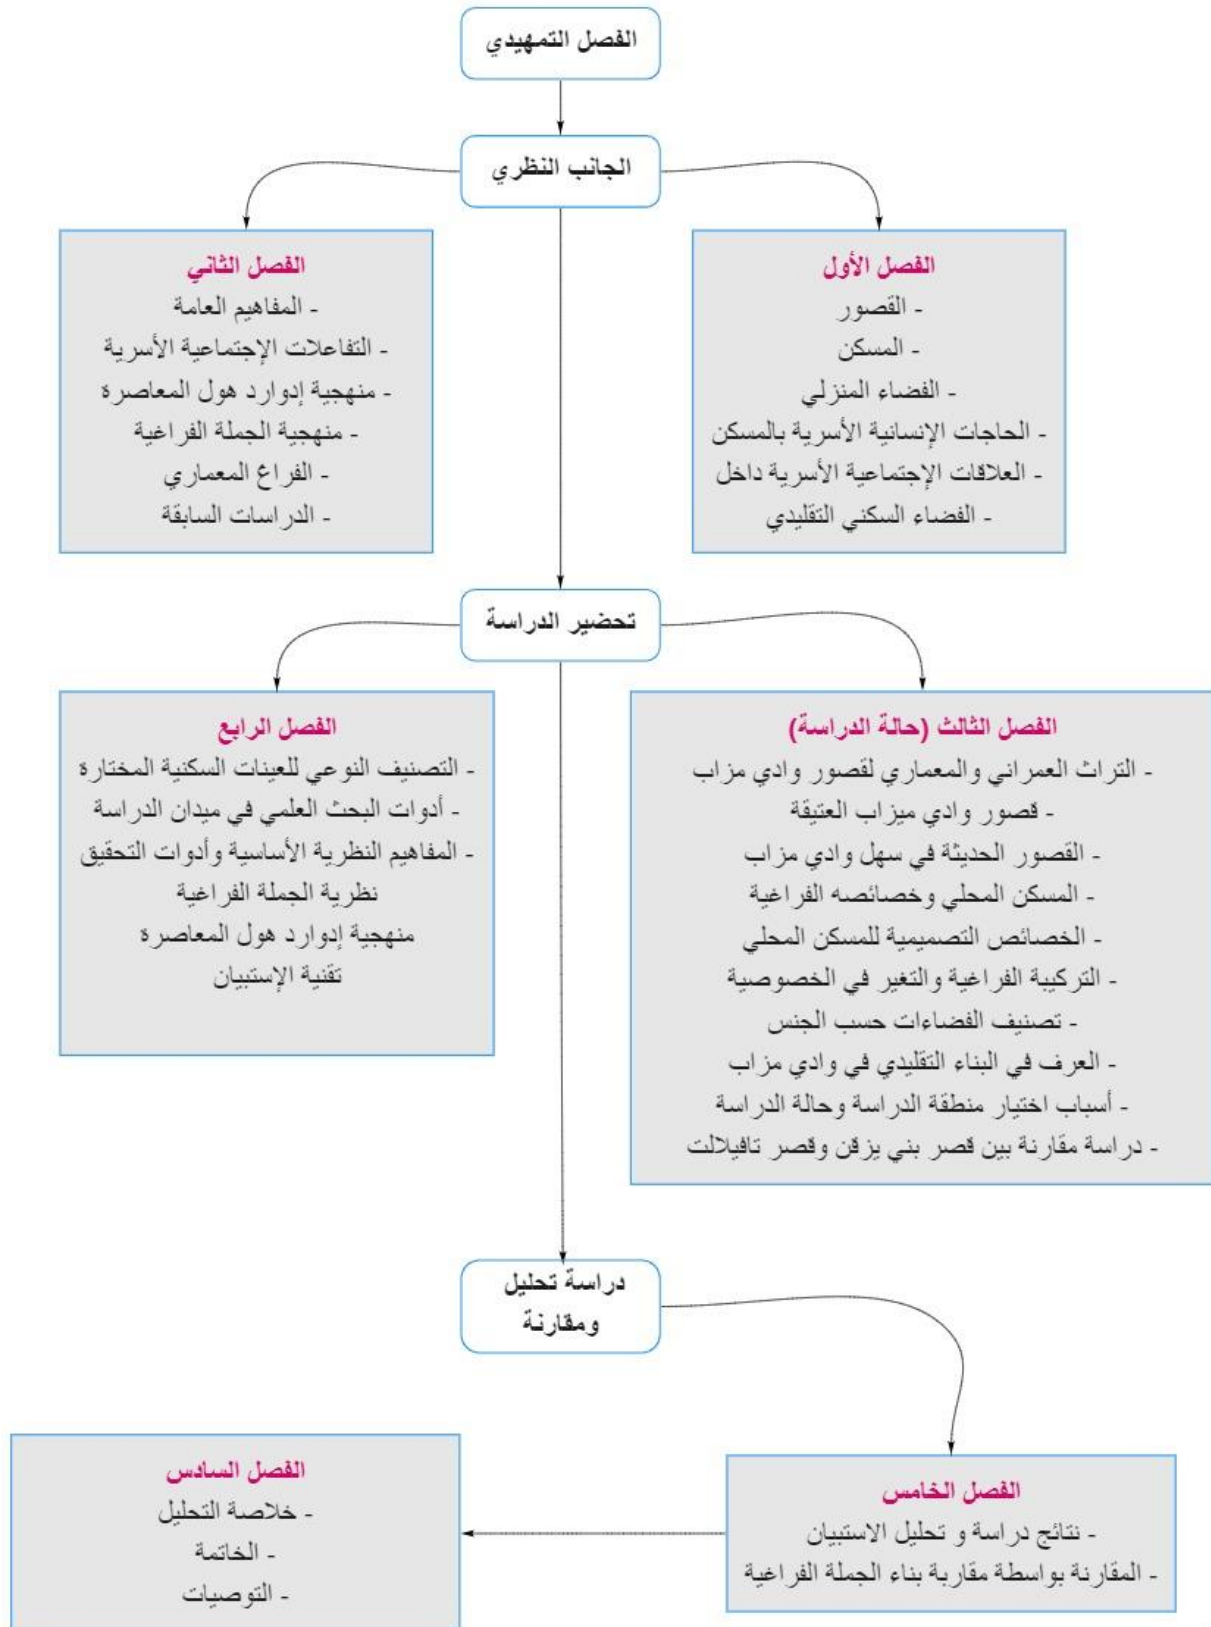 الفصل التمهيدي
الجانب النظري
الفصل الأول
- القصور
- المسكن
- الفضاء المنزلي
- الحاجات الإنسانية الأسرية بالمسكن
- العلاقات الإجتماعية الأسرية داخل
- الفضاء السكني التقليدي
الفصل الثاني
- المفاهيم العامة
- التفاعلات الإجتماعية الأسرية
- منهجية إدوارد هول المعاصرة
- منهجية الجملة الفراغية
- الفراغ المعماري
- الدراسات السابقة
تحضير الدراسة
الفصل الثالث (حالة الدراسة)
- التراث العمراني والمعماري لقصور وادي مزاب
- قصور وادي ميزاب العتيقة
- القصور الحديثة في سهل وادي مزاب
- المسكن المحلي وخصائصه الفراغية
- الخصائص التصميمية للمسكن المحلي
- التركيبة الفراغية والتغير في الخصوصية
- تصنيف الفضاءات حسب الجنس
- العرف في البناء التقليدي في وادي مزاب
- أسباب اختيار منطقة الدراسة وحالة الدراسة
- دراسة مقارنة بين قصر بني يزقن وقصر تافيلالت
الفصل الرابع
- التصنيف النوعي للعينات السكنية المختارة
- أدوات البحث العلمي في ميدان الدراسة
- المفاهيم النظرية الأساسية وأدوات التحقيق
نظرية الجملة الفراغية
منهجية إدوارد هول المعاصرة
تقنية الإستبيان
دراسة تحليل
ومقارنة
الفصل الخامس
- نتائج دراسة و تحليل الاستبيان
- المقارنة بواسطة مقاربة بناء الجملة الفراغية
الفصل السادس
- خلاصة التحليل
- الخاتمة
- التوصيات